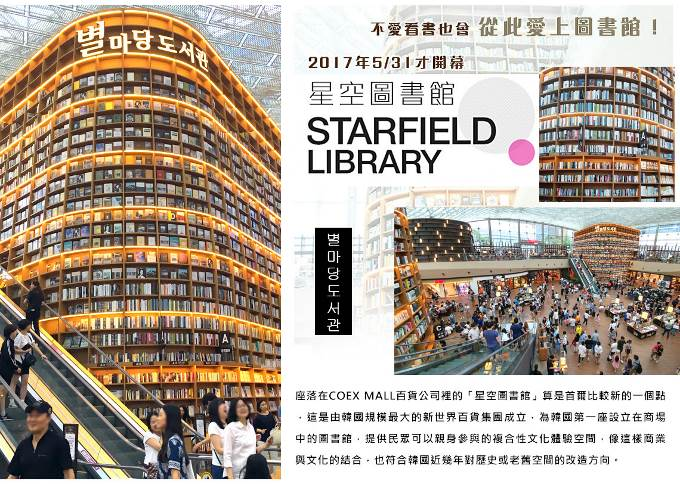 별마당도서관
不愛看書也會 從此愛上圖書館！
2017年5/31才開幕
星空圖書館
STARFIELD
LIBRARY
A
별마당도서관
별마당도서관
座落在COEX MALL百貨公司裡的「星空圖書館」算是首爾比較新的一個點
，這是由韓國規模最大的新世界百貨集團成立，為韓國第一座設立在商場
中的圖書館，提供民眾可以親身參與的複合性文化體驗空間，像這樣商業
與文化的結合，也符合韓國近幾年對歷史或老舊空間的改造方向。